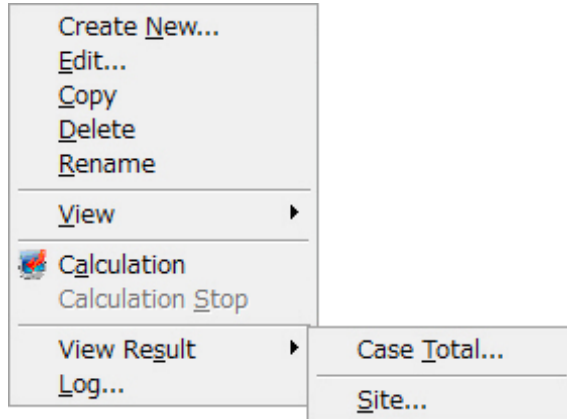 Create New...
Edit...
Copy
Delete
Rename
View
Calculation
Calculation Stop
View Result
Log...
Case Total...
Site...